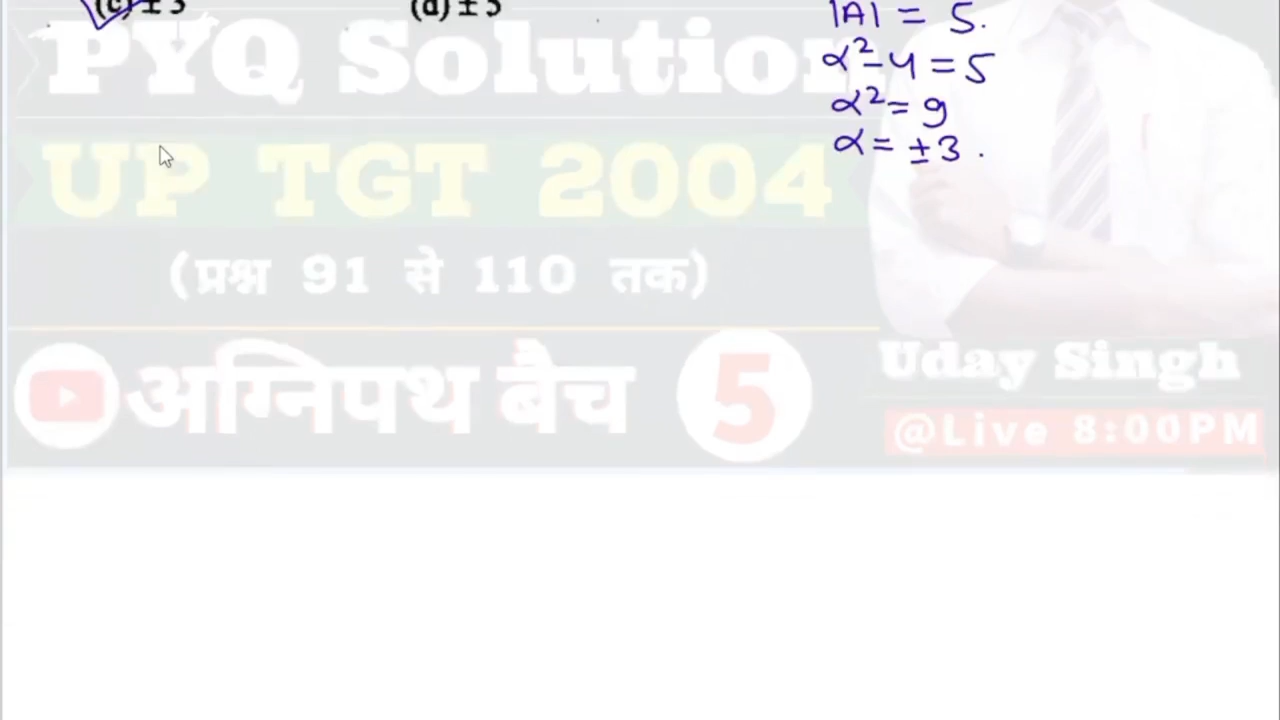 (c) ± 3 (d) ± 5
|A| = 5.
α² - 4 = 5
α² = 9
α = ± 3 .
PYQ Solution
UP TGT 2004
(प्रश्न 91 से 110 तक)
अग्निपथ बैच 5
Uday Singh
@Live 8:00PM